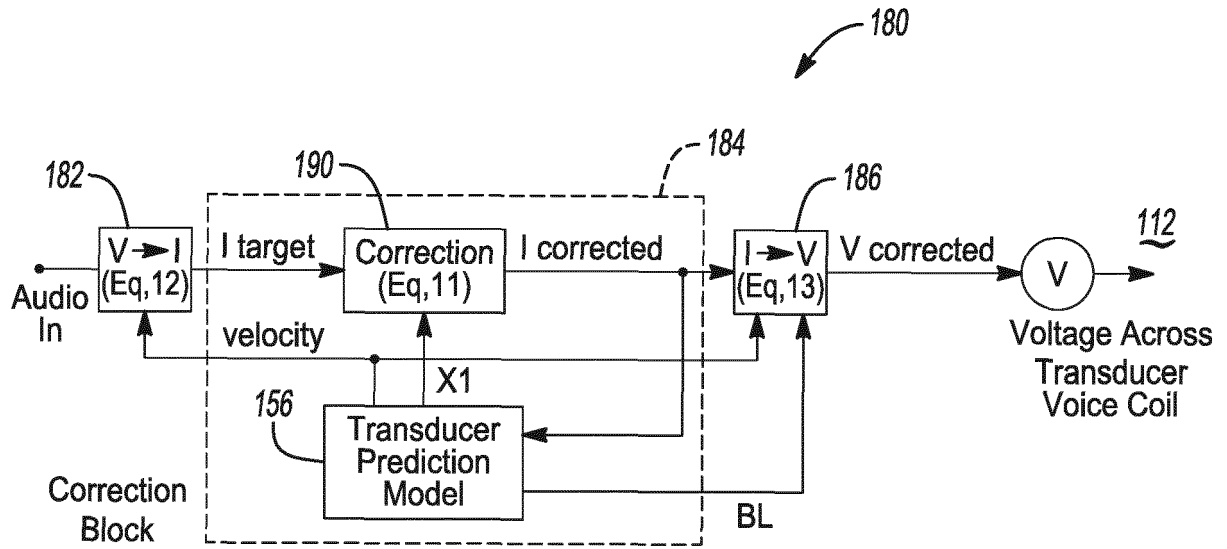 180
184
190
182
186
112
V → I
(Eq,12)
I target
Correction
(Eq,11)
I corrected
I → V
(Eq,13)
V corrected
V
Audio
In
velocity
X1
Voltage Across
Transducer
Voice Coil
156
Transducer
Prediction
Model
BL
Correction
Block